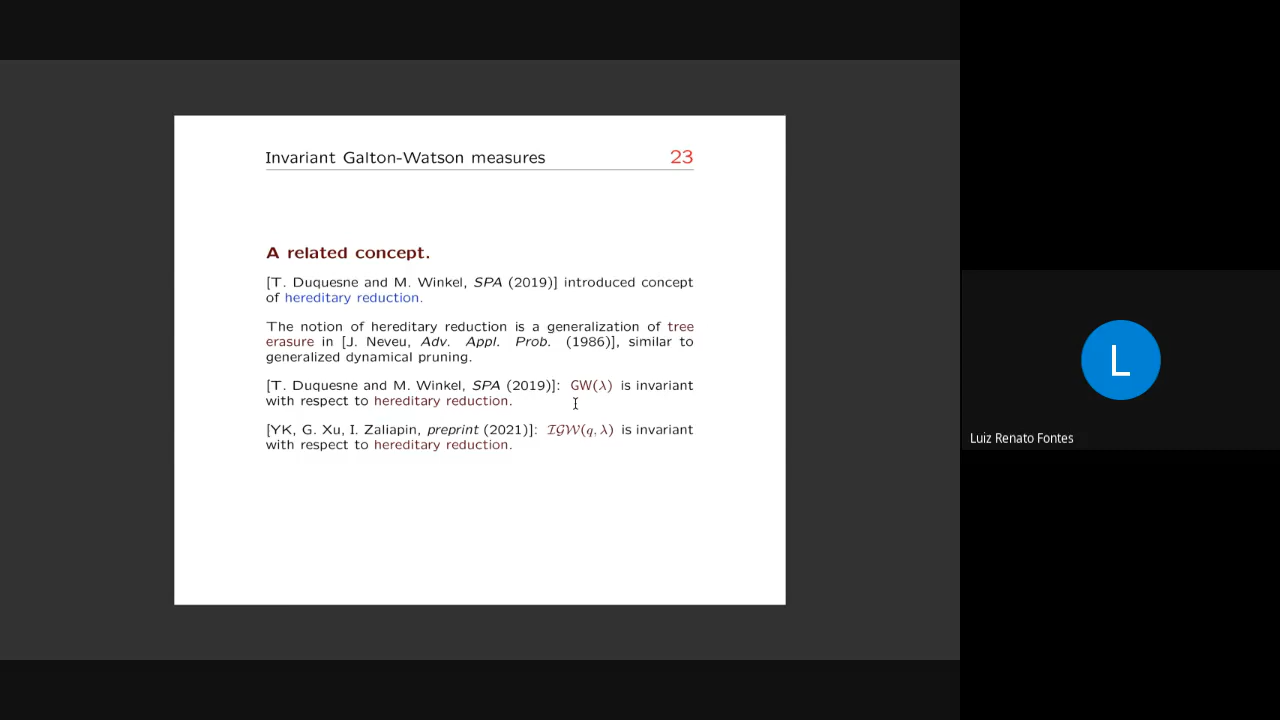 Invariant Galton-Watson measures 23
A related concept.
[T. Duquesne and M. Winkel, SPA (2019)] introduced concept
of hereditary reduction.
The notion of hereditary reduction is a generalization of tree
erasure in [J. Neveu, Adv. Appl. Prob. (1986)], similar to
generalized dynamical pruning.
[T. Duquesne and M. Winkel, SPA (2019)]: GW(λ) is invariant
with respect to hereditary reduction.
[YK, G. Xu, I. Zaliapin, preprint (2021)]: 𝓘𝓖𝓦(q, λ) is invariant
with respect to hereditary reduction.
L
Luiz Renato Fontes